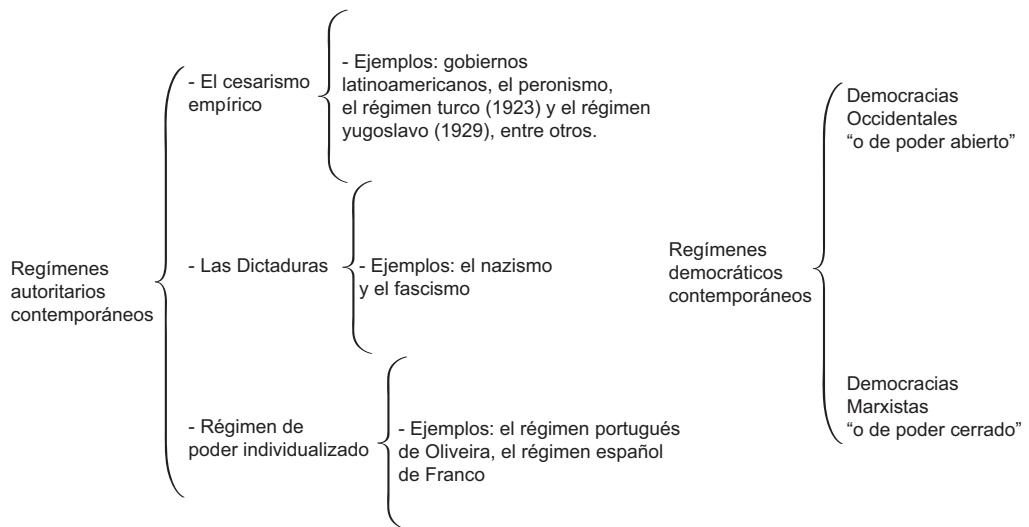 Regímenes
autoritarios
contemporáneos
- El cesarismo
empírico
- Ejemplos: gobiernos
latinoamericanos, el peronismo,
el régimen turco (1923) y el régimen
yugoslavo (1929), entre otros.
- Las Dictaduras
- Ejemplos: el nazismo
y el fascismo
- Régimen de
poder individualizado
- Ejemplos: el régimen portugués
de Oliveira, el régimen español
de Franco
Regímenes
democráticos
contemporáneos
Democracias
Occidentales
“o de poder abierto”
Democracias
Marxistas
“o de poder cerrado”